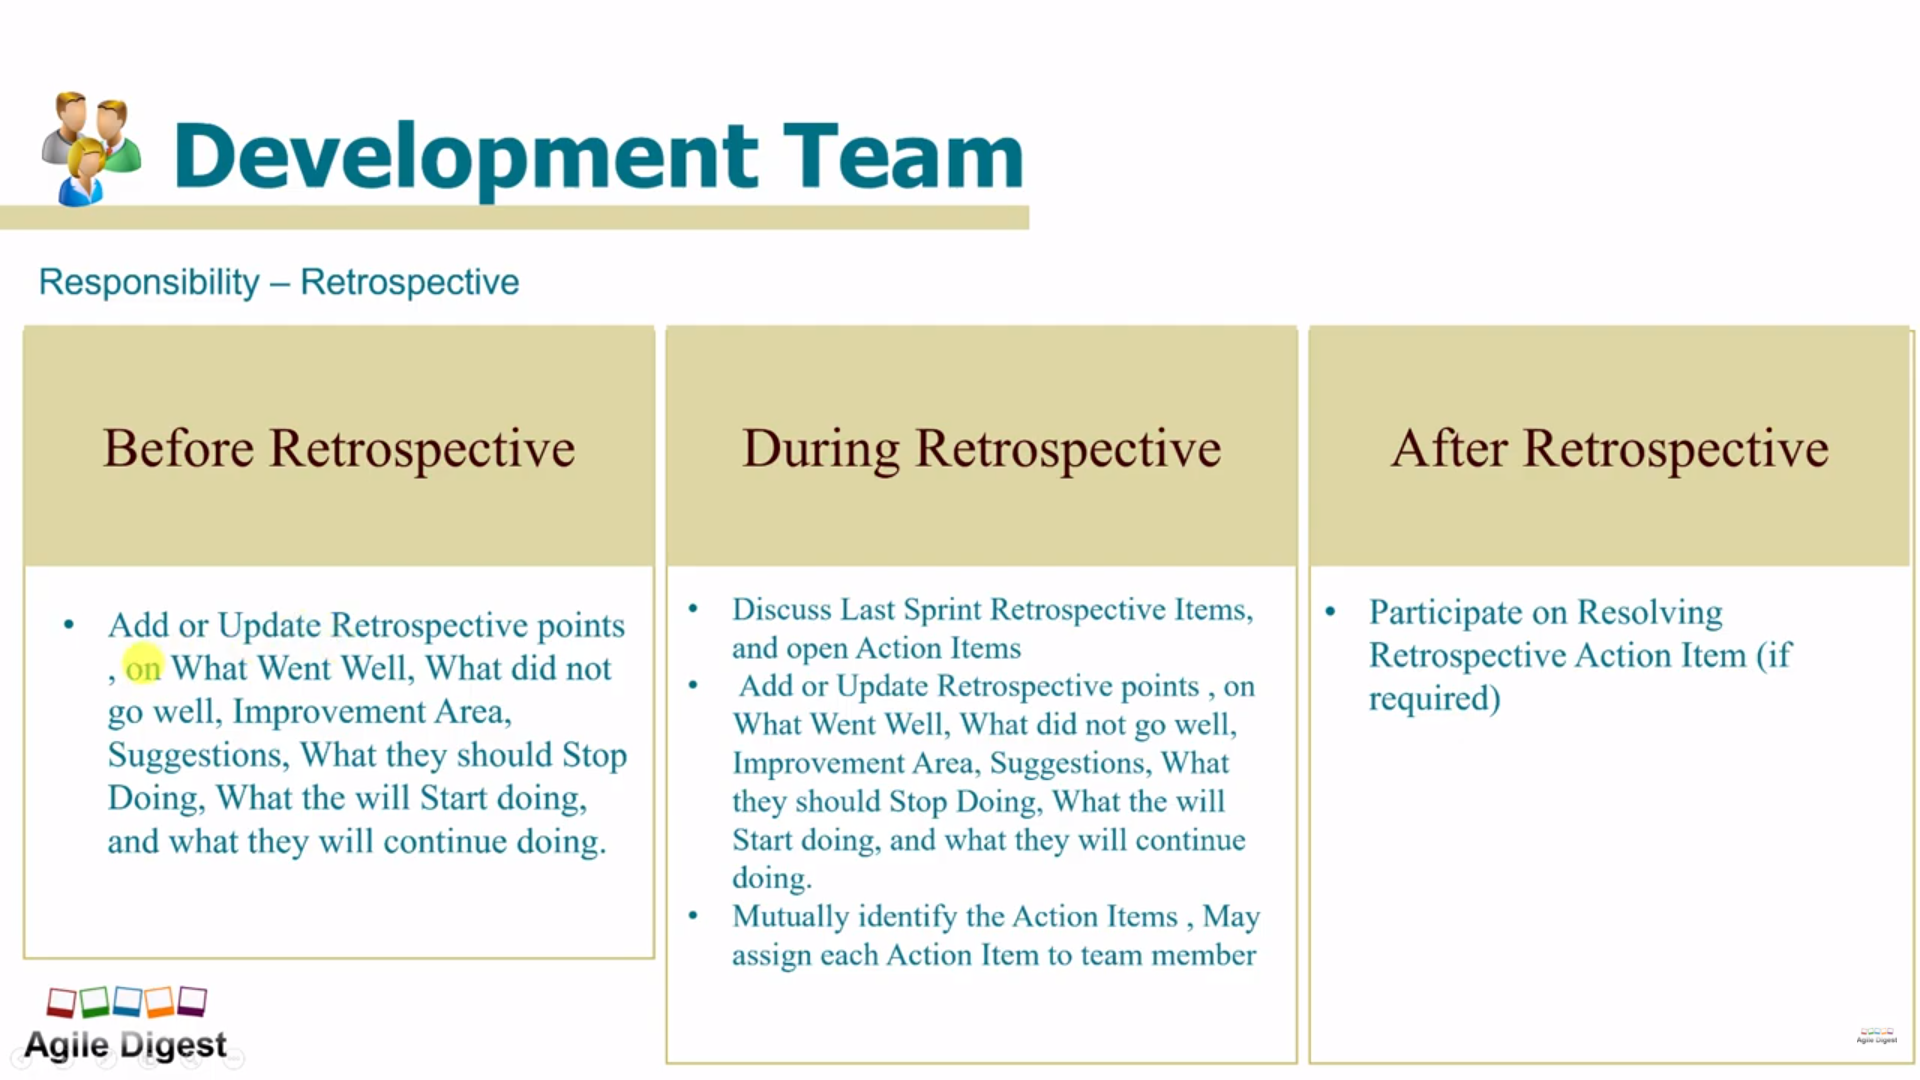 Development Team
Responsibility – Retrospective
Before Retrospective
• Add or Update Retrospective points
, on What Went Well, What did not
go well, Improvement Area,
Suggestions, What they should Stop
Doing, What the will Start doing,
and what they will continue doing.
During Retrospective
• Discuss Last Sprint Retrospective Items,
and open Action Items
• Add or Update Retrospective points , on
What Went Well, What did not go well,
Improvement Area, Suggestions, What
they should Stop Doing, What the will
Start doing, and what they will continue
doing.
• Mutually identify the Action Items , May
assign each Action Item to team member
After Retrospective
• Participate on Resolving
Retrospective Action Item (if
required)
Agile Digest
Agile Digest